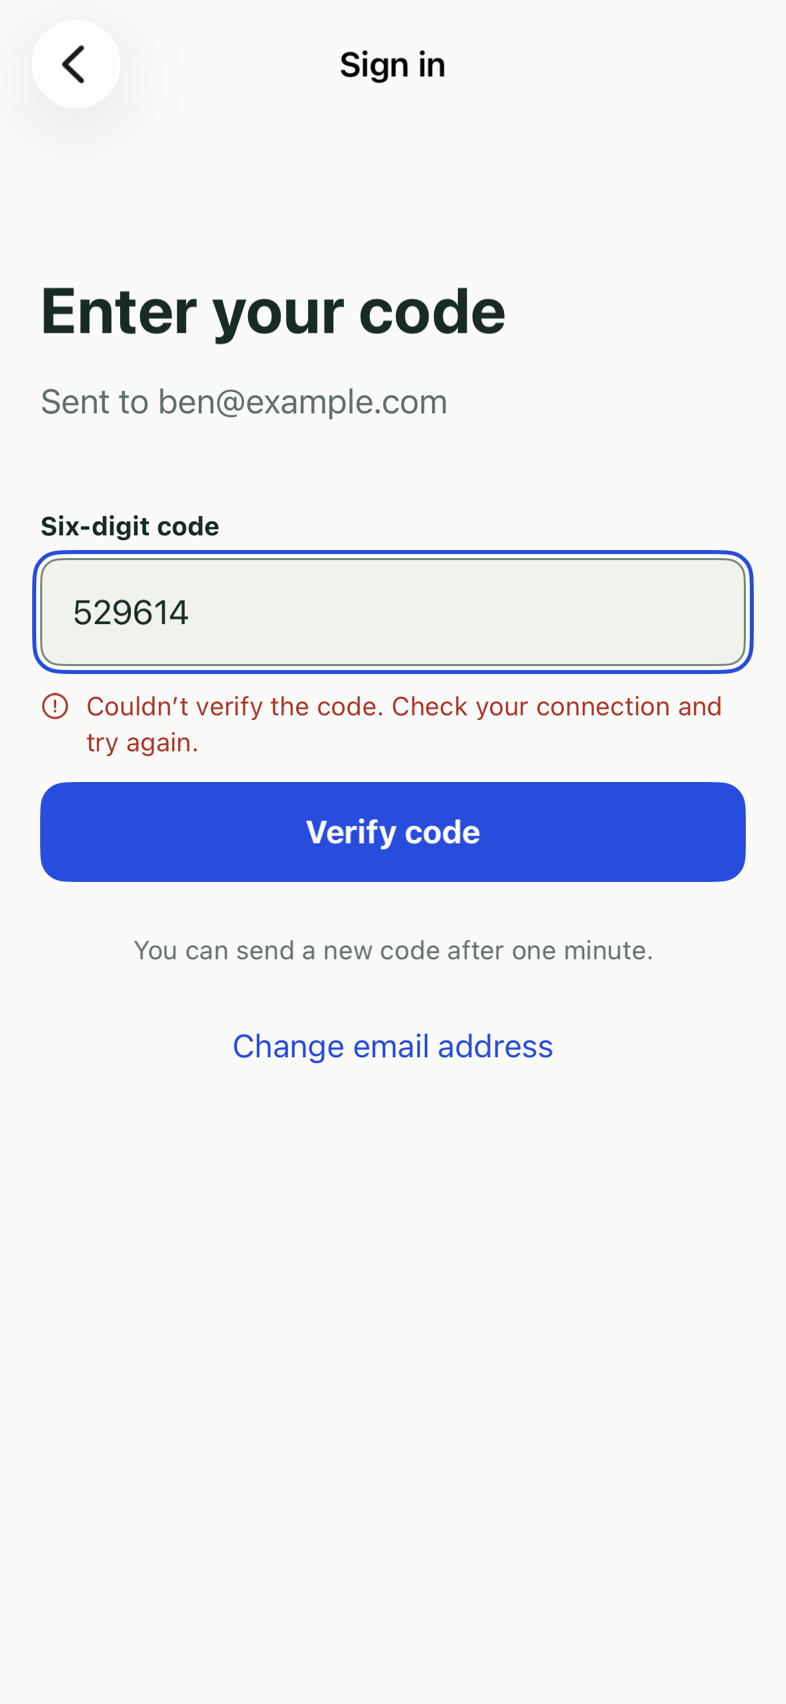 Sign in
Enter your code
Sent to ben@example.com
Six-digit code
529614
Couldn’t verify the code. Check your connection and
try again.
Verify code
You can send a new code after one minute.
Change email address